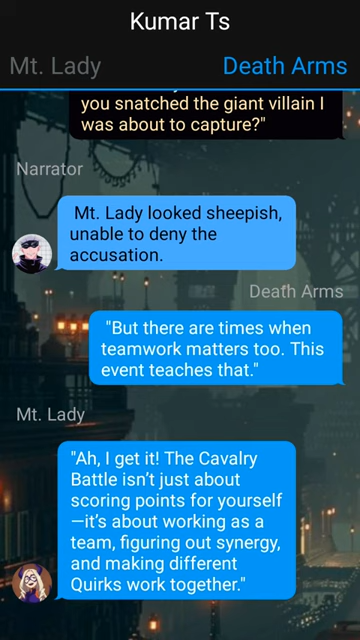 Kumar Ts
Mt. Lady
Death Arms
you snatched the giant villain I
was about to capture?"
Narrator
Mt. Lady looked sheepish,
unable to deny the
accusation.
Death Arms
"But there are times when
teamwork matters too. This
event teaches that."
Mt. Lady
"Ah, I get it! The Cavalry
Battle isn’t just about
scoring points for yourself
—it’s about working as a
team, figuring out synergy,
and making different
Quirks work together."